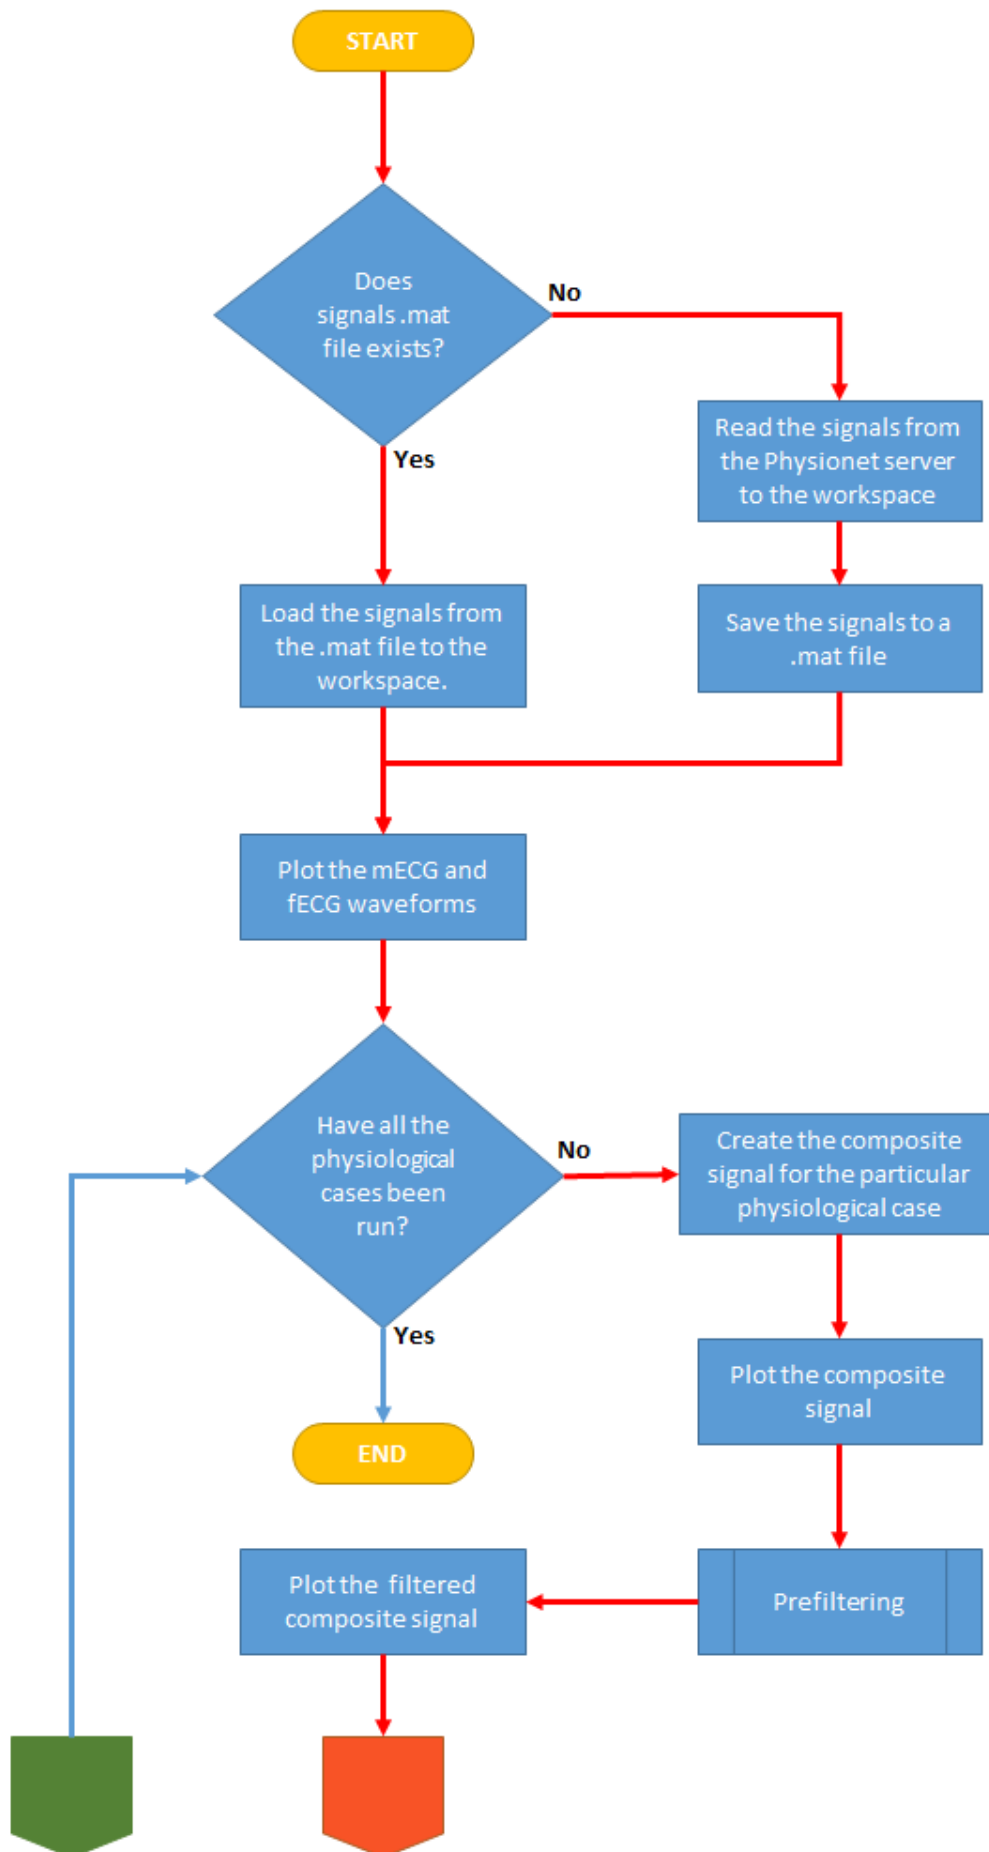 START
Does
signals .mat
file exists?
No
Yes
Read the signals from
the Physionet server
to the workspace
Load the signals from
the .mat file to the
workspace.
Save the signals to a
.mat file
Plot the mECG and
fECG waveforms
Have all the
physiological
cases been
run?
No
Yes
Create the composite
signal for the particular
physiological case
Plot the composite
signal
END
Prefiltering
Plot the filtered
composite signal